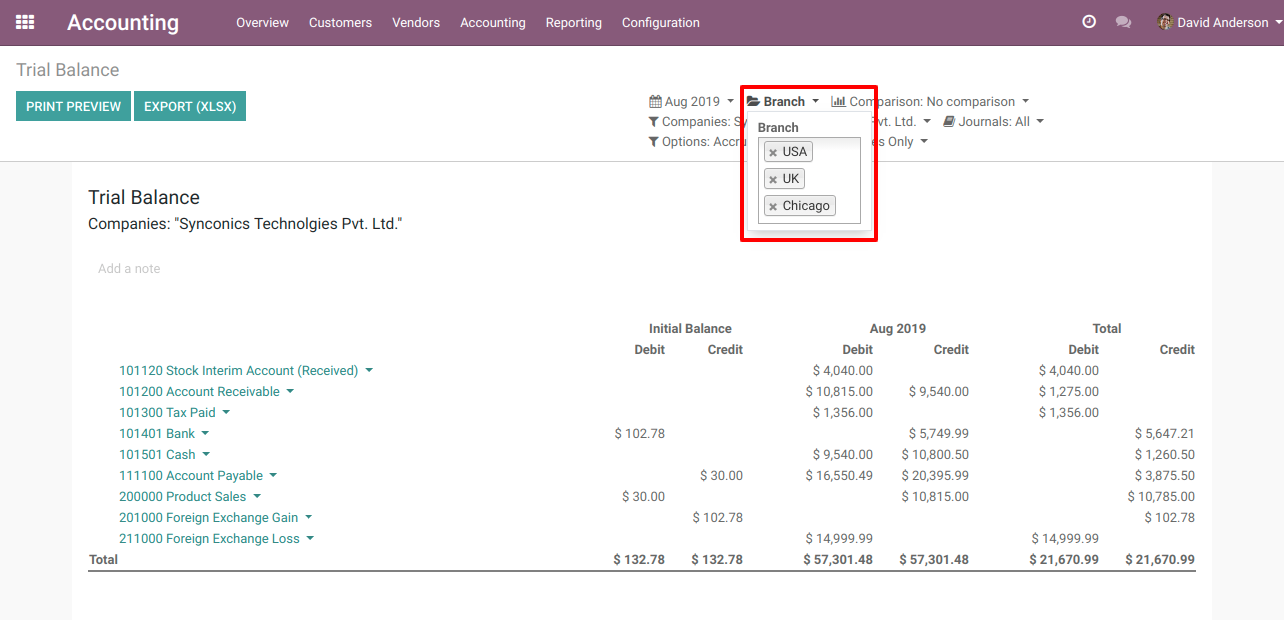 Accounting Overview Customers Vendors Accounting Reporting Configuration David Anderson
Trial Balance
PRINT PREVIEW EXPORT (XLSX)
Aug 2019 Branch Comparison: No comparison
Companies: Sy vt. Ltd. Journals: All
Options: Accru s Only
Branch
× USA
× UK
× Chicago
Trial Balance
Companies: "Synconics Technolgies Pvt. Ltd."
Add a note
Initial Balance Aug 2019 Total
Debit Credit Debit Credit Debit Credit
101120 Stock Interim Account (Received) $ 4,040.00 $ 4,040.00
101200 Account Receivable $ 10,815.00 $ 9,540.00 $ 1,275.00
101300 Tax Paid $ 1,356.00 $ 1,356.00
101401 Bank $ 102.78 $ 5,749.99 $ 5,647.21
101501 Cash $ 9,540.00 $ 10,800.50 $ 1,260.50
111100 Account Payable $ 30.00 $ 16,550.49 $ 20,395.99 $ 3,875.50
200000 Product Sales $ 30.00 $ 10,815.00 $ 10,785.00
201000 Foreign Exchange Gain $ 102.78 $ 102.78
211000 Foreign Exchange Loss $ 14,999.99 $ 14,999.99
Total $ 132.78 $ 132.78 $ 57,301.48 $ 57,301.48 $ 21,670.99 $ 21,670.99